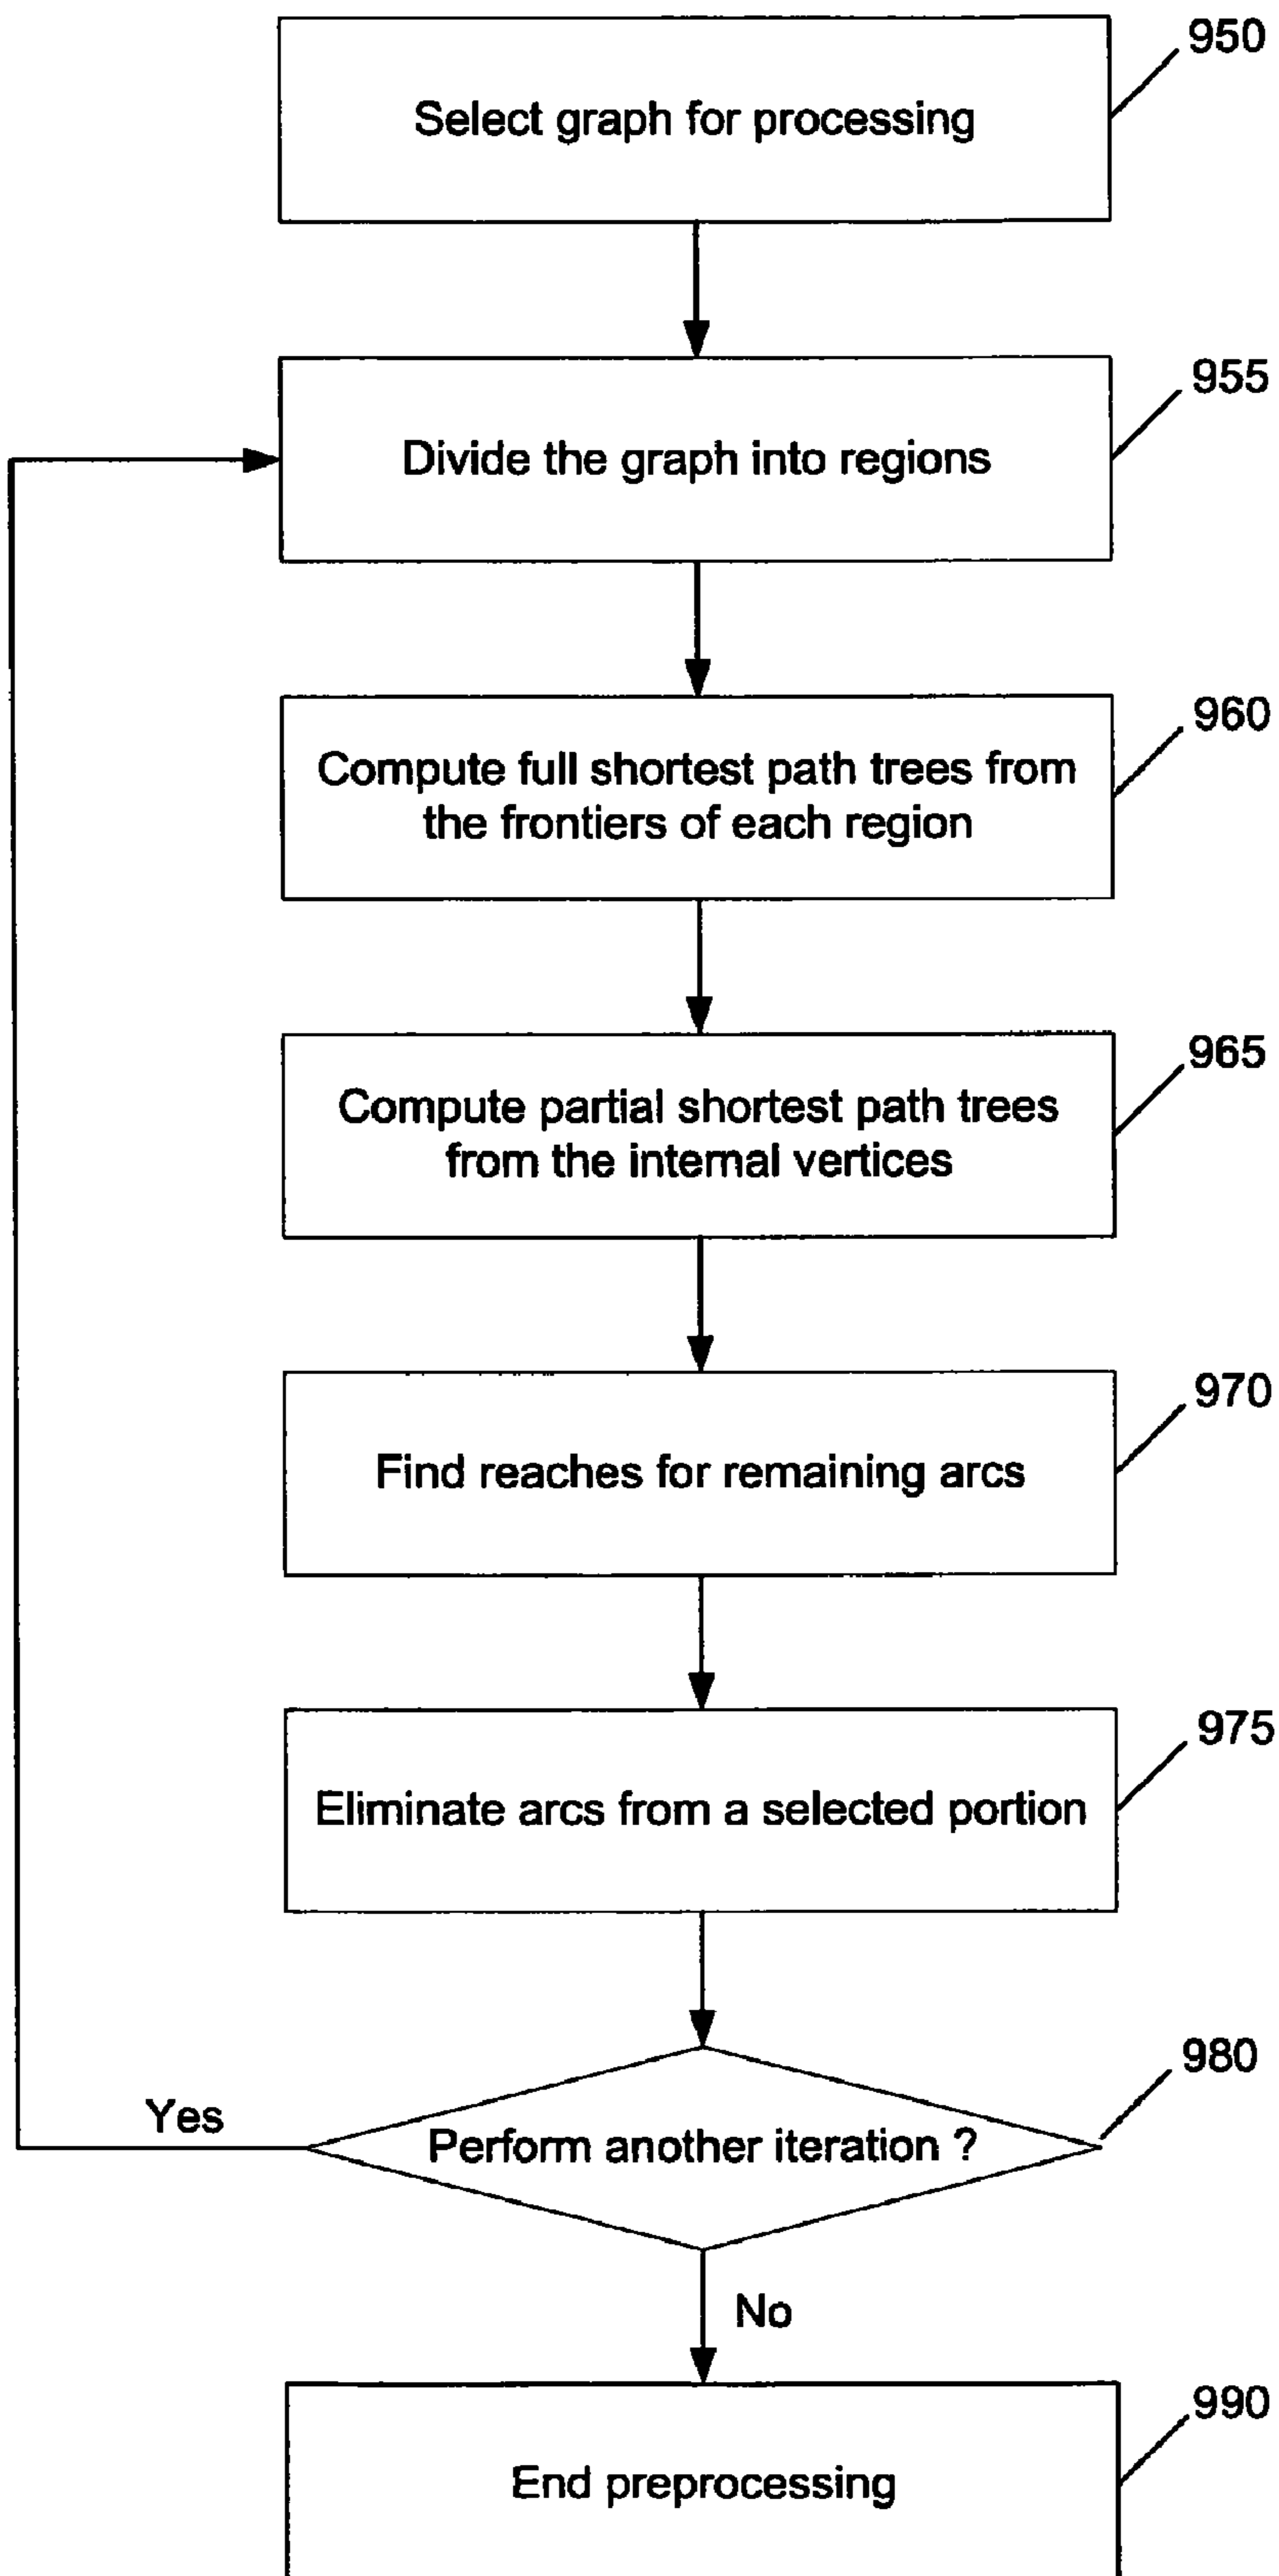 950
Select graph for processing
955
Divide the graph into regions
960
Compute full shortest path trees from
the frontiers of each region
965
Compute partial shortest path trees
from the internal vertices
970
Find reaches for remaining arcs
975
Eliminate arcs from a selected portion
980
Yes
Perform another iteration ?
No
990
End preprocessing